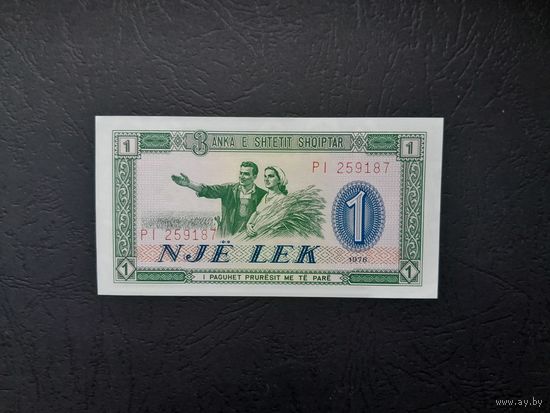 1 BANKA E SHTETIT SHQIPTAR 1
PI 259187
1
PI 259187
NJË LEK
1976
1 I PAGUHET PRURËSIT ME TË PARË 1
www.ay.by